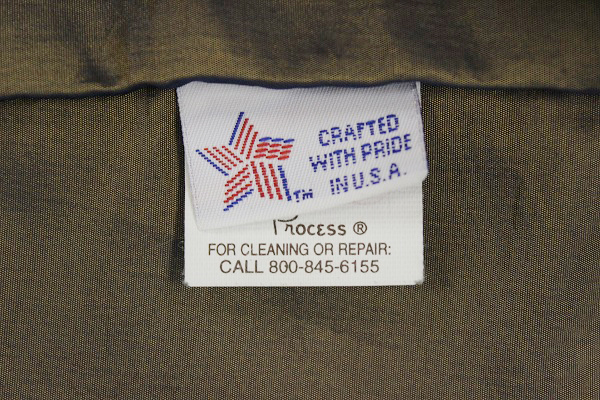 CRAFTED
WITH PRIDE
IN U.S.A.
TM
Process ®
FOR CLEANING OR REPAIR:
CALL 800-845-6155